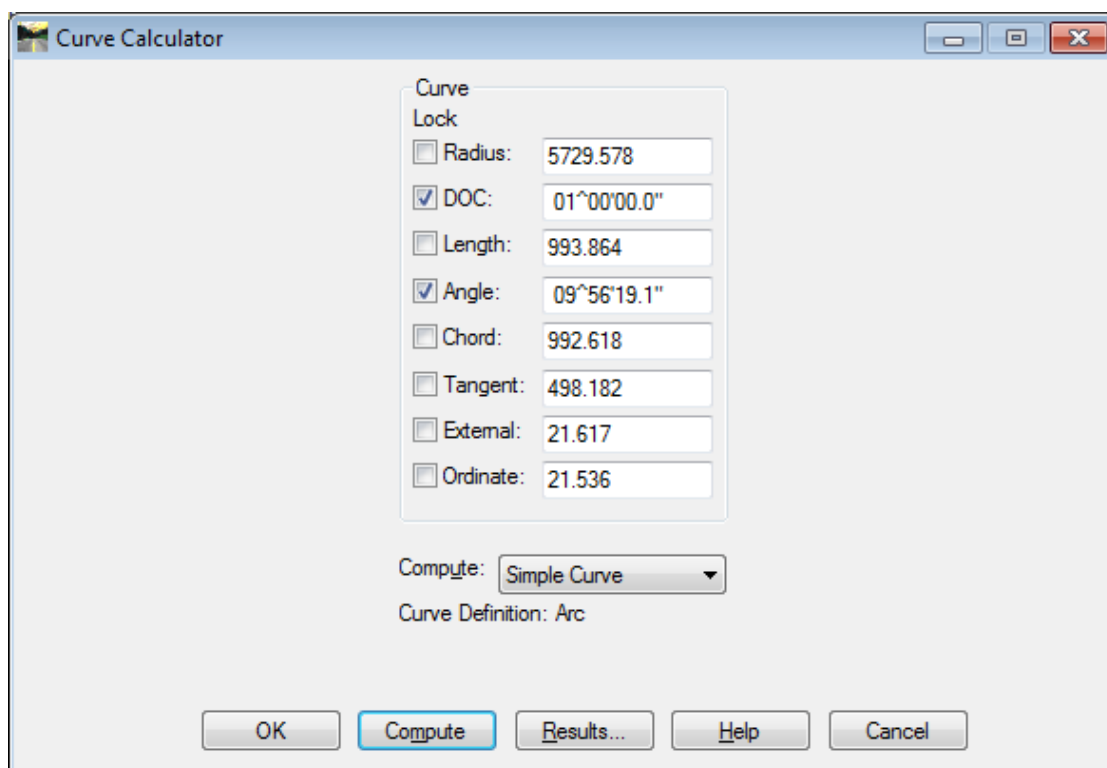 Curve Calculator
Curve
Lock
Radius: 5729.578
DOC: 01^00'00.0"
Length: 993.864
Angle: 09^56'19.1"
Chord: 992.618
Tangent: 498.182
External: 21.617
Ordinate: 21.536
Compute: Simple Curve
Curve Definition: Arc
OK Compute Results... Help Cancel